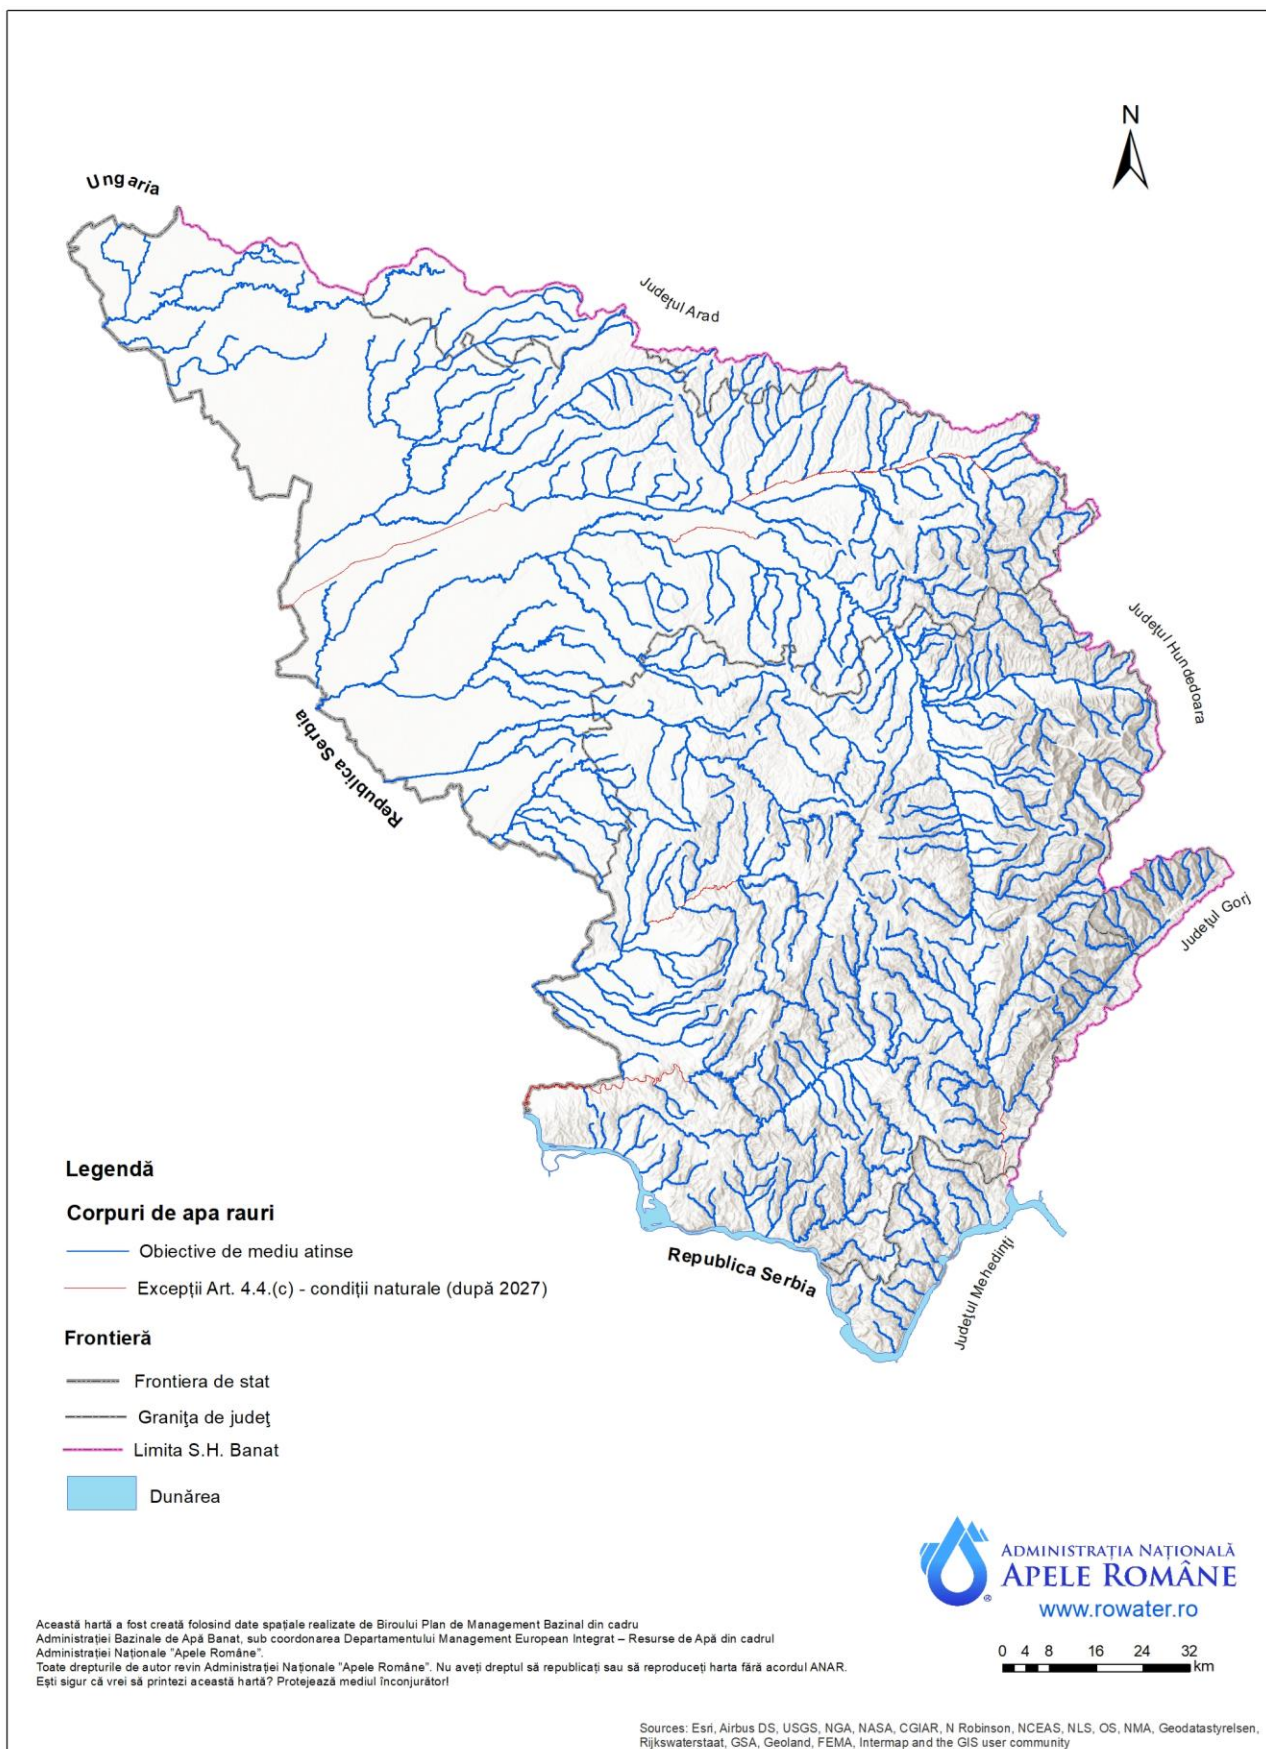 N
Ungaria
Județul Arad
Județul Hundedoara
Republica Serbia
Județul Gorj
Republica Serbia
Județul Mehedinți
Legendă
Corpuri de apa rauri
Obiective de mediu atinse
Excepții Art. 4.4.(c) - condiții naturale (după 2027)
Frontieră
Frontiera de stat
Graniţa de judeţ
Limita S.H. Banat
Dunărea
ADMINISTRAȚIA NAȚIONALĂ
APELE ROMÂNE
®
www.rowater.ro
0 4 8 16 24 32
km
Această hartă a fost creată folosind date spațiale realizate de Biroului Plan de Management Bazinal din cadru
Administrației Bazinale de Apă Banat, sub coordonarea Departamentului Management European Integrat – Resurse de Apă din cadrul
Administrației Naționale "Apele Române".
Toate drepturile de autor revin Administrației Naționale "Apele Române". Nu aveți dreptul să republicați sau să reproduceți harta fără acordul ANAR.
Ești sigur că vrei să printezi această hartă? Protejează mediul înconjurător!
Sources: Esri, Airbus DS, USGS, NGA, NASA, CGIAR, N Robinson, NCEAS, NLS, OS, NMA, Geodatastyrelsen,
Rijkswaterstaat, GSA, Geoland, FEMA, Intermap and the GIS user community